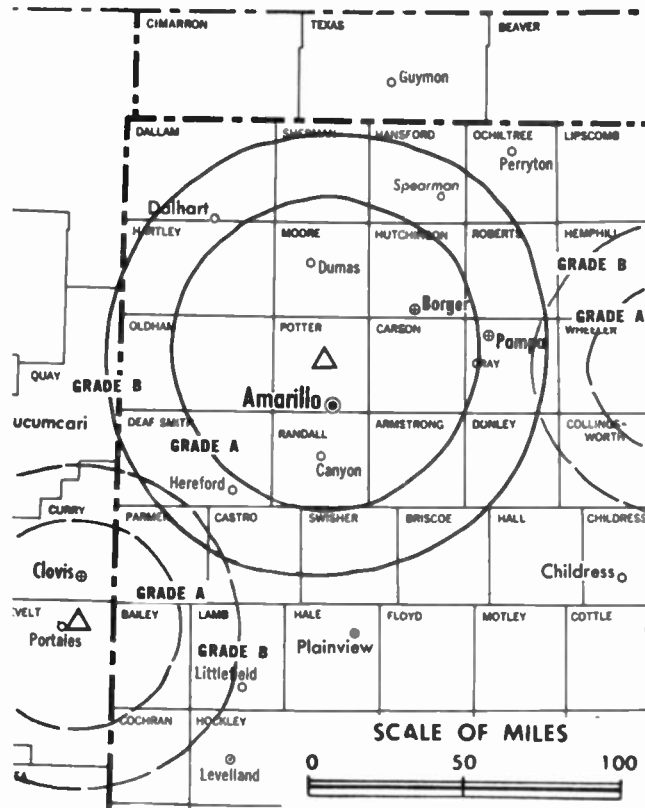 CIMARRON TEXAS BEAVER
Guymon
DALLAM SHERMAN HANSFORD OCHILTREE LIPSCOMB
Perryton
Spearman
Dalhart
HARTLEY MOORE HUTCHINSON ROBERTS HEMPHILL
GRADE B
Dumas
Borger
GRADE A
OLDHAM POTTER CARSON WHEELER
Pampa
GRAY
QUAY
GRADE B
Amarillo
ucumcari
DEAF SMITH RANDALL ARMSTRONG DONLEY COLLINGS-
WORTH
GRADE A
Canyon
Hereford
CURRY PARMER CASTRO SWISHER BRISCOE HALL CHILDRESS
Clovis
Childress
GRADE A
EVELT BAILEY LAMB HALE FLOYD MOTLEY COTTLE
Portales
Plainview
GRADE B
Littlefield
COCHRAN HOCKLEY
SCALE OF MILES
Levelland
0 50 100